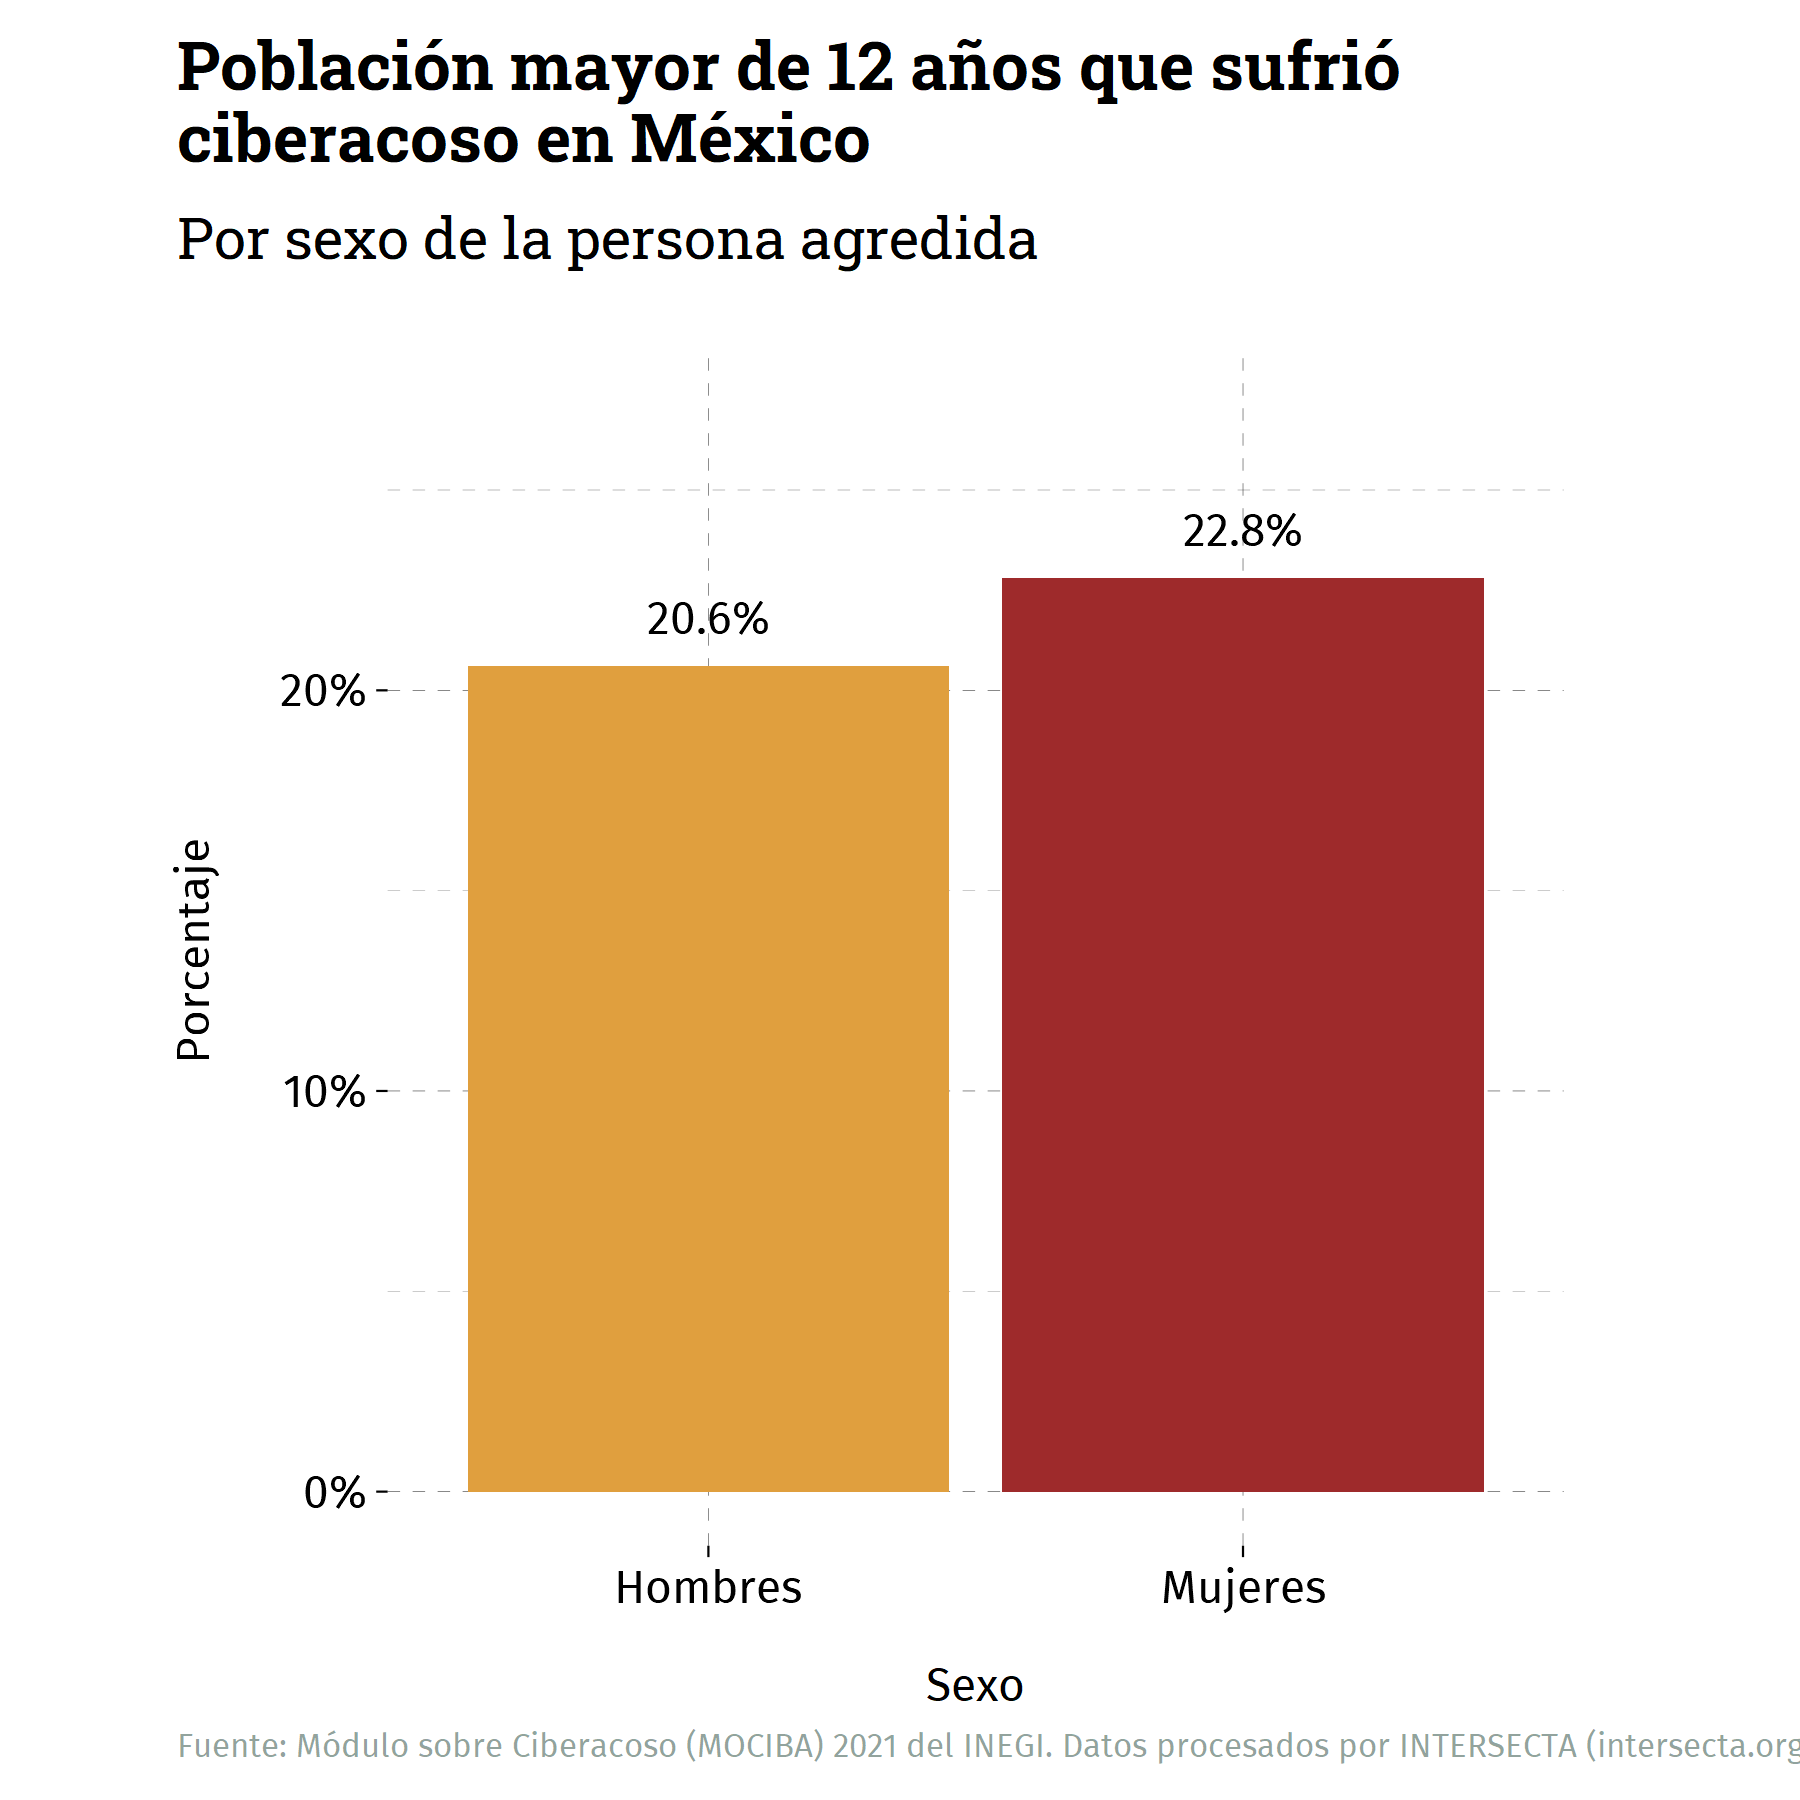 Población mayor de 12 años que sufrió
ciberacoso en México
Por sexo de la persona agredida
22.8%
20.6%
20%
10%
0%
Porcentaje
Hombres
Mujeres
Sexo
Fuente: Módulo sobre Ciberacoso (MOCIBA) 2021 del INEGI. Datos procesados por INTERSECTA (intersecta.org